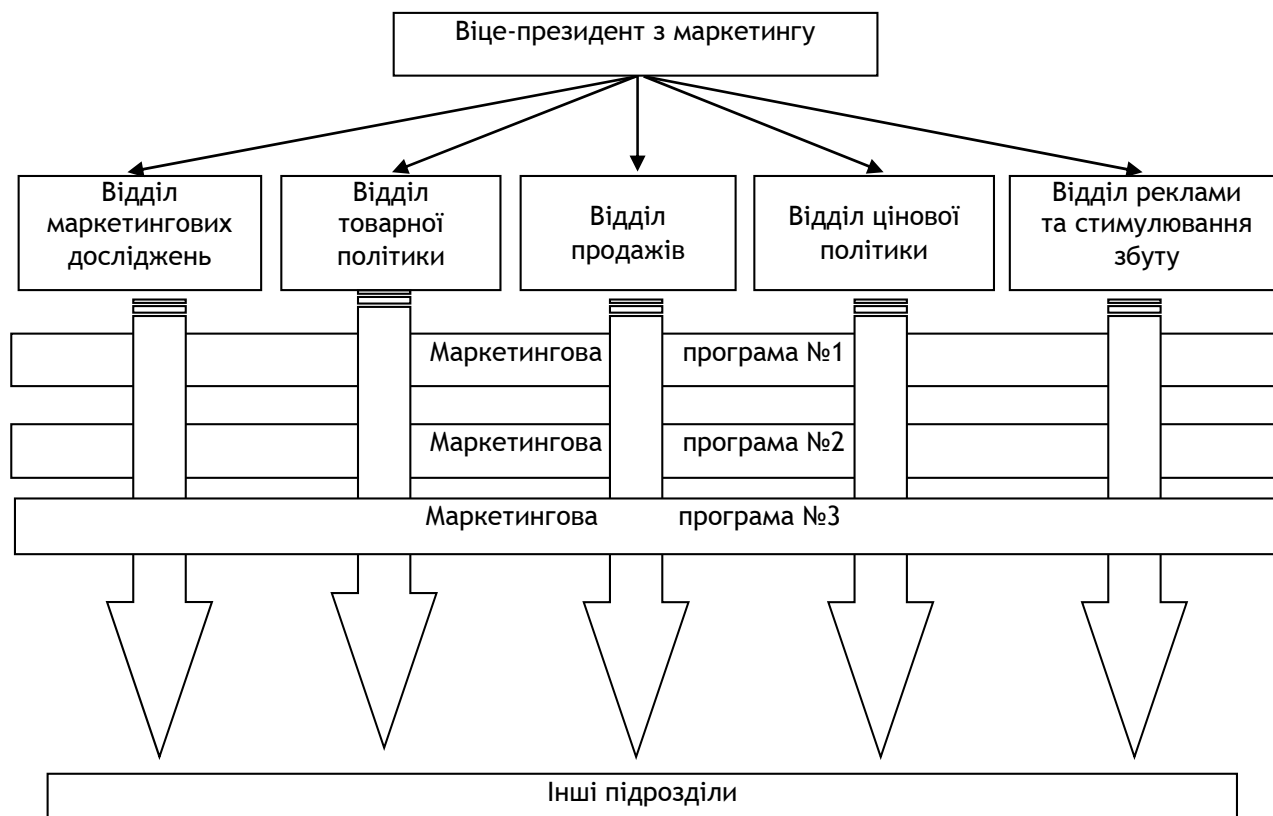 Віце-президент з маркетингу
Відділ
маркетингових
досліджень
Відділ
товарної
політики
Відділ
продажів
Відділ цінової
політики
Відділ реклами
та стимулювання
збуту
Маркетингова програма №1
Маркетингова програма №2
Маркетингова програма №3
Інші підрозділи